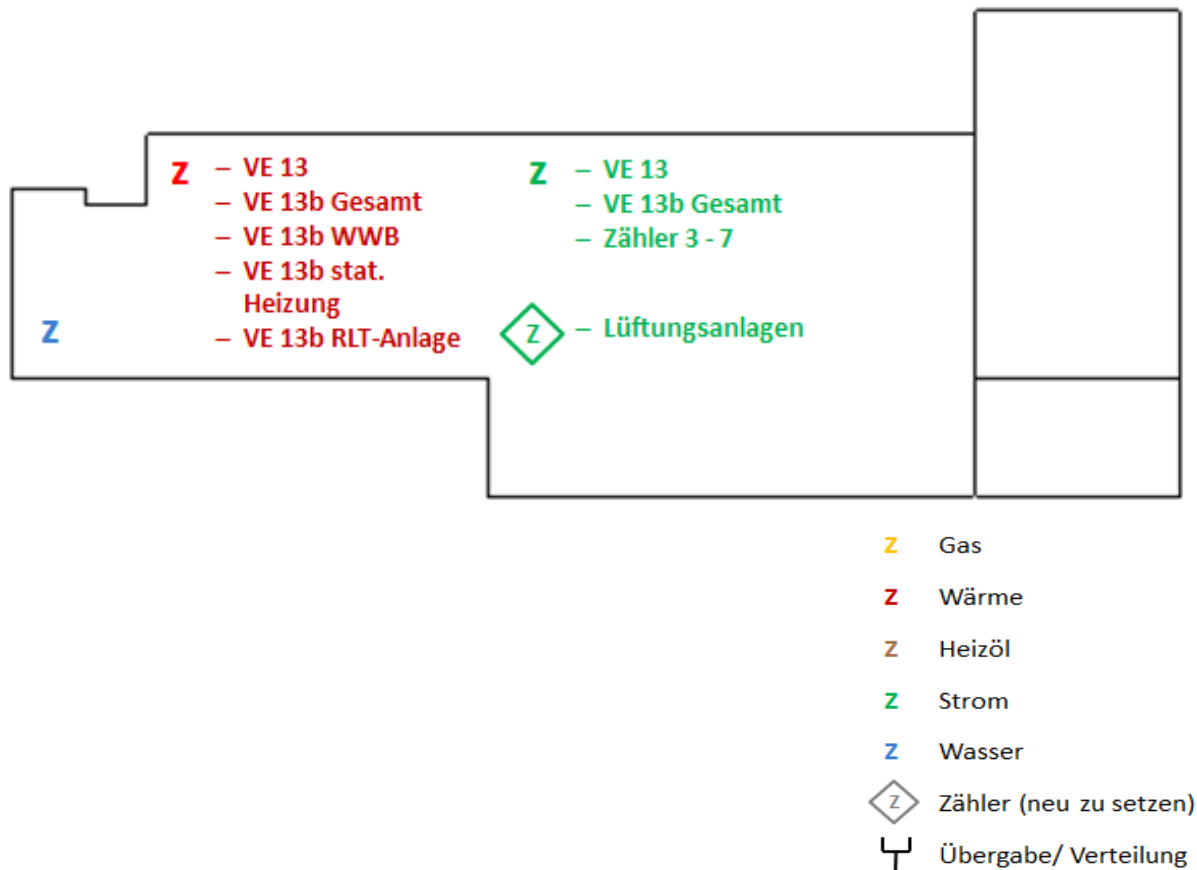 Z – VE 13
– VE 13b Gesamt
– VE 13b WWB
– VE 13b stat.
Heizung
– VE 13b RLT-Anlage
Z – VE 13
– VE 13b Gesamt
– Zähler 3 - 7
Z – Lüftungsanlagen
Z
Z Gas
Z Wärme
Z Heizöl
Z Strom
Z Wasser
Z Zähler (neu zu setzen)
Übergabe/ Verteilung